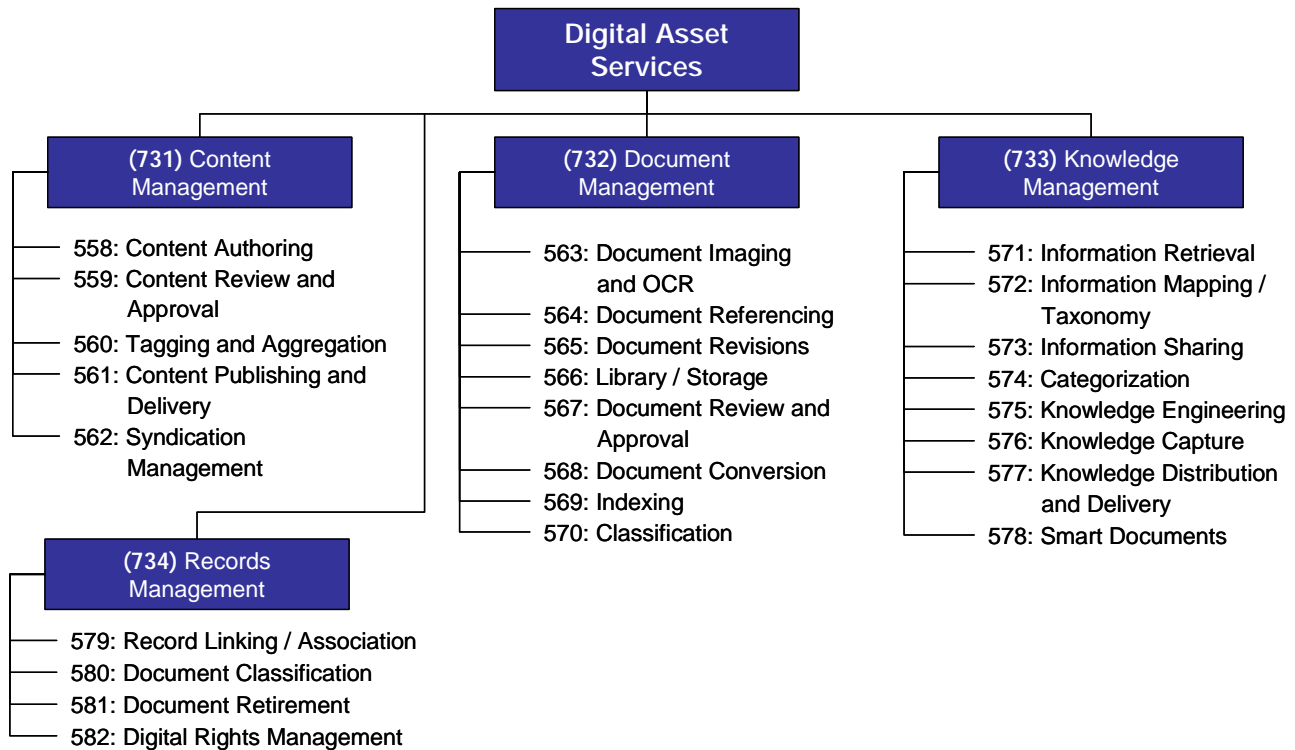 Digital Asset
Services
(731) Content
Management
558: Content Authoring
559: Content Review and
Approval
560: Tagging and Aggregation
561: Content Publishing and
Delivery
562: Syndication
Management
(732) Document
Management
563: Document Imaging
and OCR
564: Document Referencing
565: Document Revisions
566: Library / Storage
567: Document Review and
Approval
568: Document Conversion
569: Indexing
570: Classification
(733) Knowledge
Management
571: Information Retrieval
572: Information Mapping /
Taxonomy
573: Information Sharing
574: Categorization
575: Knowledge Engineering
576: Knowledge Capture
577: Knowledge Distribution
and Delivery
578: Smart Documents
(734) Records
Management
579: Record Linking / Association
580: Document Classification
581: Document Retirement
582: Digital Rights Management